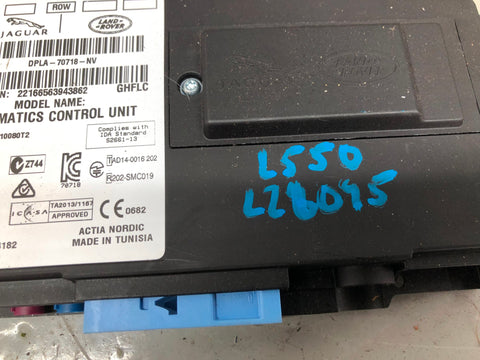 ROW
JAGUAR
LAND-ROVER
DPLA-70718-NV
N: 22166563943862 GHFLC
MODEL NAME:
MATICS CONTROL UNIT
10080T2
Complies with
IDA Standard
S2661-13
Z744
TAD14-0016 202
R202-SMC019
70718
ICASA
TA2013/1167
APPROVED
CE 0682
ACTIA NORDIC
MADE IN TUNISIA
182
L550